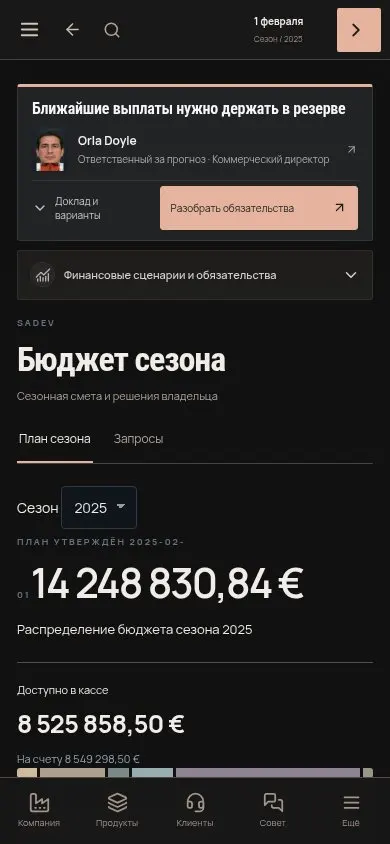 1 февраля
Сезон / 2025
Ближайшие выплаты нужно держать в резерве
Orla Doyle
Ответственный за прогноз · Коммерческий директор
Доклад и
варианты
Разобрать обязательства
Финансовые сценарии и обязательства
SADEV
Бюджет сезона
Сезонная смета и решения владельца
План сезона
Запросы
Сезон 2025
ПЛАН УТВЕРЖДЁН 2025-02-
01
14 248 830,84 €
Распределение бюджета сезона 2025
Доступно в кассе
8 525 858,50 €
На счету 8 549 298,50 €
Компания
Продукты
Клиенты
Совет
Ещё